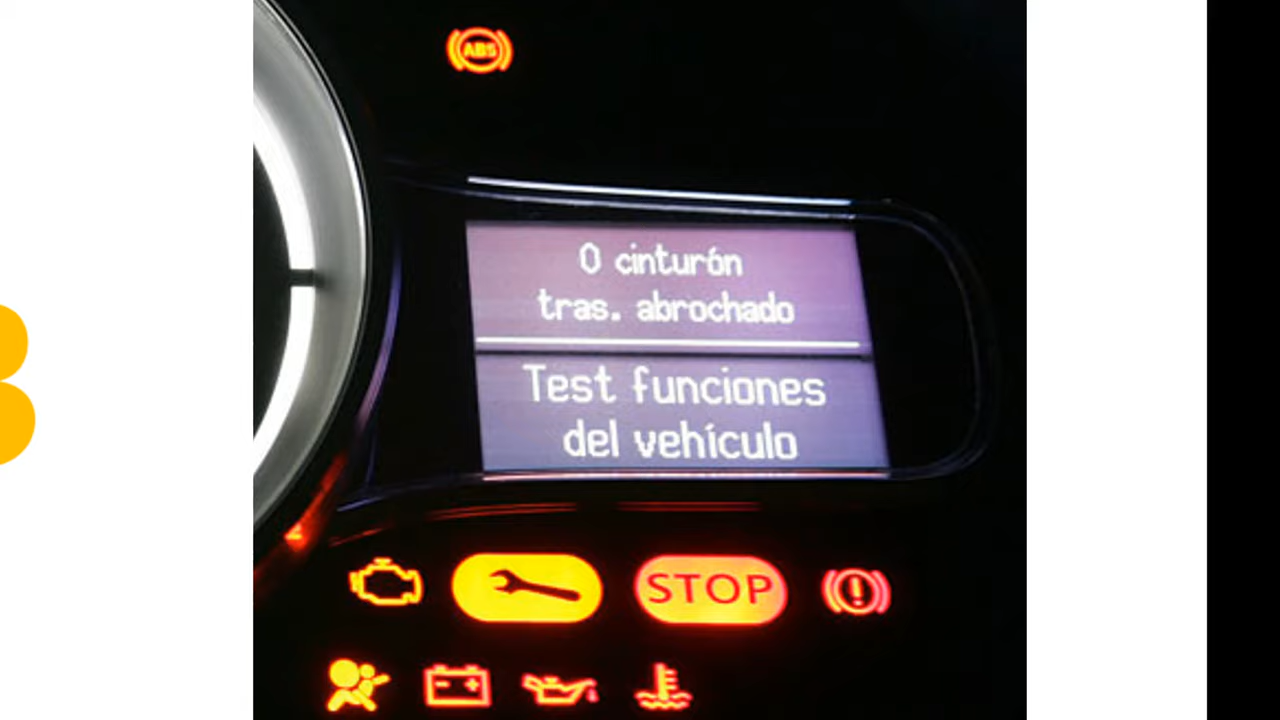 ABS
0 cinturón
tras. abrochado
Test funciones
del vehículo
STOP